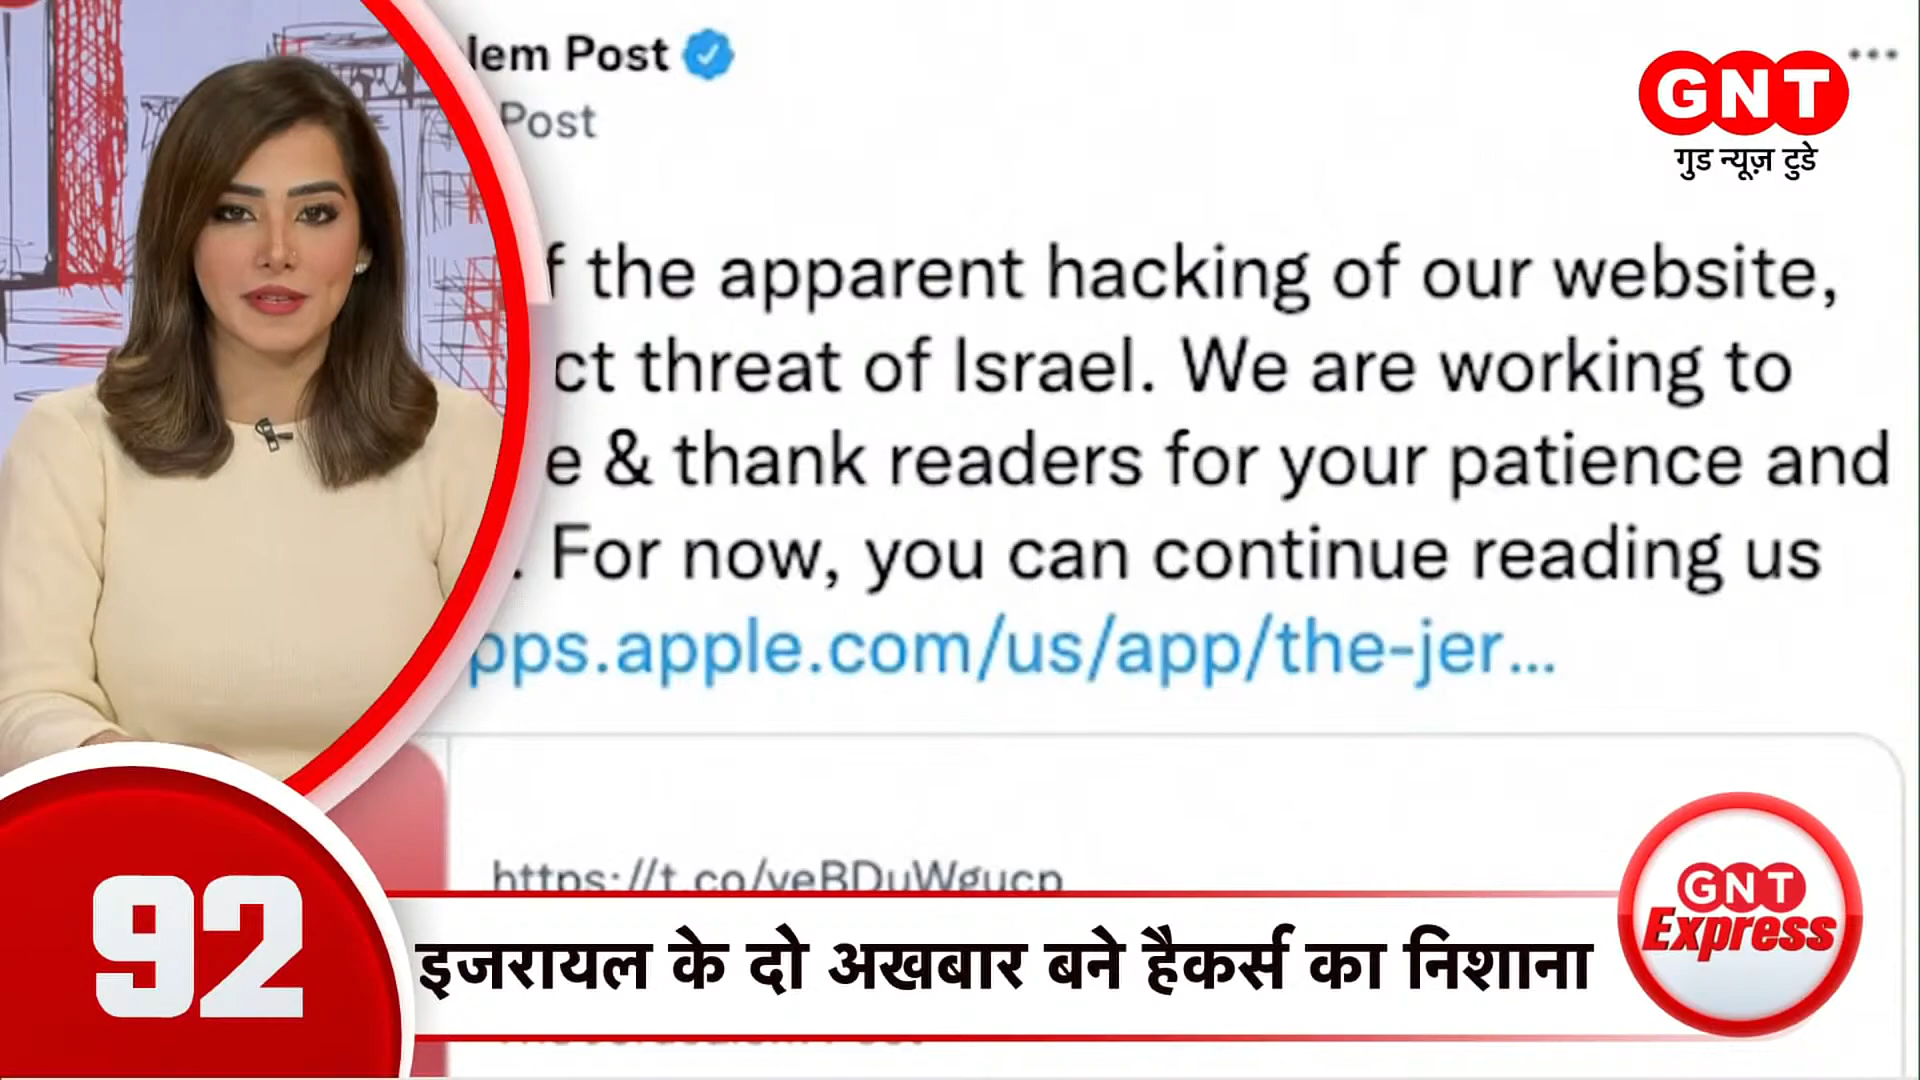 lem Post
Post
GNT
गुड न्यूज़ टुडे
the apparent hacking of our website,
ct threat of Israel. We are working to
e & thank readers for your patience and
. For now, you can continue reading us
pps.apple.com/us/app/the-jer...
https://t.co/yeBDuWgucp
92
इजरायल के दो अखबार बने हैकर्स का निशाना
GNT
Express